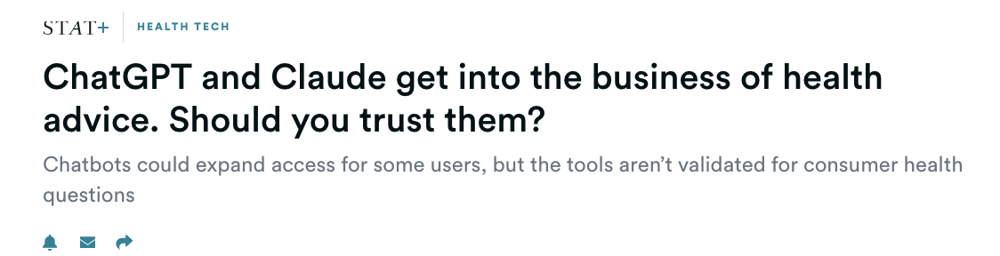 STAT+ HEALTH TECH
ChatGPT and Claude get into the business of health
advice. Should you trust them?
Chatbots could expand access for some users, but the tools aren’t validated for consumer health
questions